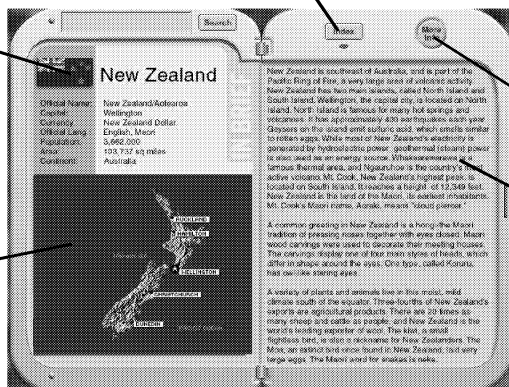 Search
Index
More
Info
New Zealand
IN BRIEF
Official Name: New Zealand/Aotearoa
Capital: Wellington
Currency: New Zealand Dollar
Official Lang: English, Maori
Population: 3,662,000
Area: 103,737 sq miles
Continent: Australia
AUCKLAND
HAMILTON
WELLINGTON
CHRISTCHURCH
DUNEDIN
New Zealand is southeast of Australia, and is part of the
Pacific Ring of Fire, a very large area of volcanic activity.
New Zealand has two main islands, called North Island and
South Island. Wellington, the capital city, is located on North
Island. North Island is famous for many hot springs and
volcanoes. It has approximately 400 earthquakes each year.
Geysers on the island emit sulfuric acid, which smells similar
to rotten eggs. While most of New Zealand's electricity is
generated by hydroelectric power, geothermal (steam) power
is also used as an energy source. Whakarewarewa is a
famous thermal area, and Ngauruhoe is the country's most
active volcano. Mt. Cook, New Zealand's highest peak, is
located on South Island. It reaches a height of 12,349 feet.
New Zealand is the land of the Maori, its earliest inhabitants.
Mt. Cook's Maori name, Aoraki, means "cloud piercer".
A common greeting in New Zealand is a hongi-the Maori
tradition of pressing noses together with eyes closed. Maori
wood carvings were used to decorate their meeting houses.
The carvings display one of four main styles of heads, which
differ in shape around the eyes. One type, called Koruru,
has owl-like staring eyes.
A variety of plants and animals live in this moist, mild
climate south of the equator. Three-fourths of New Zealand's
exports are agricultural products. There are 20 times as
many sheep and cattle as people, and New Zealand is the
world's leading exporter of wool. The kiwi, a small
flightless bird, is also a nickname for New Zealanders. The
Moa, an extinct bird once found in New Zealand, laid very
large eggs. The Maori word for snakes is neke.